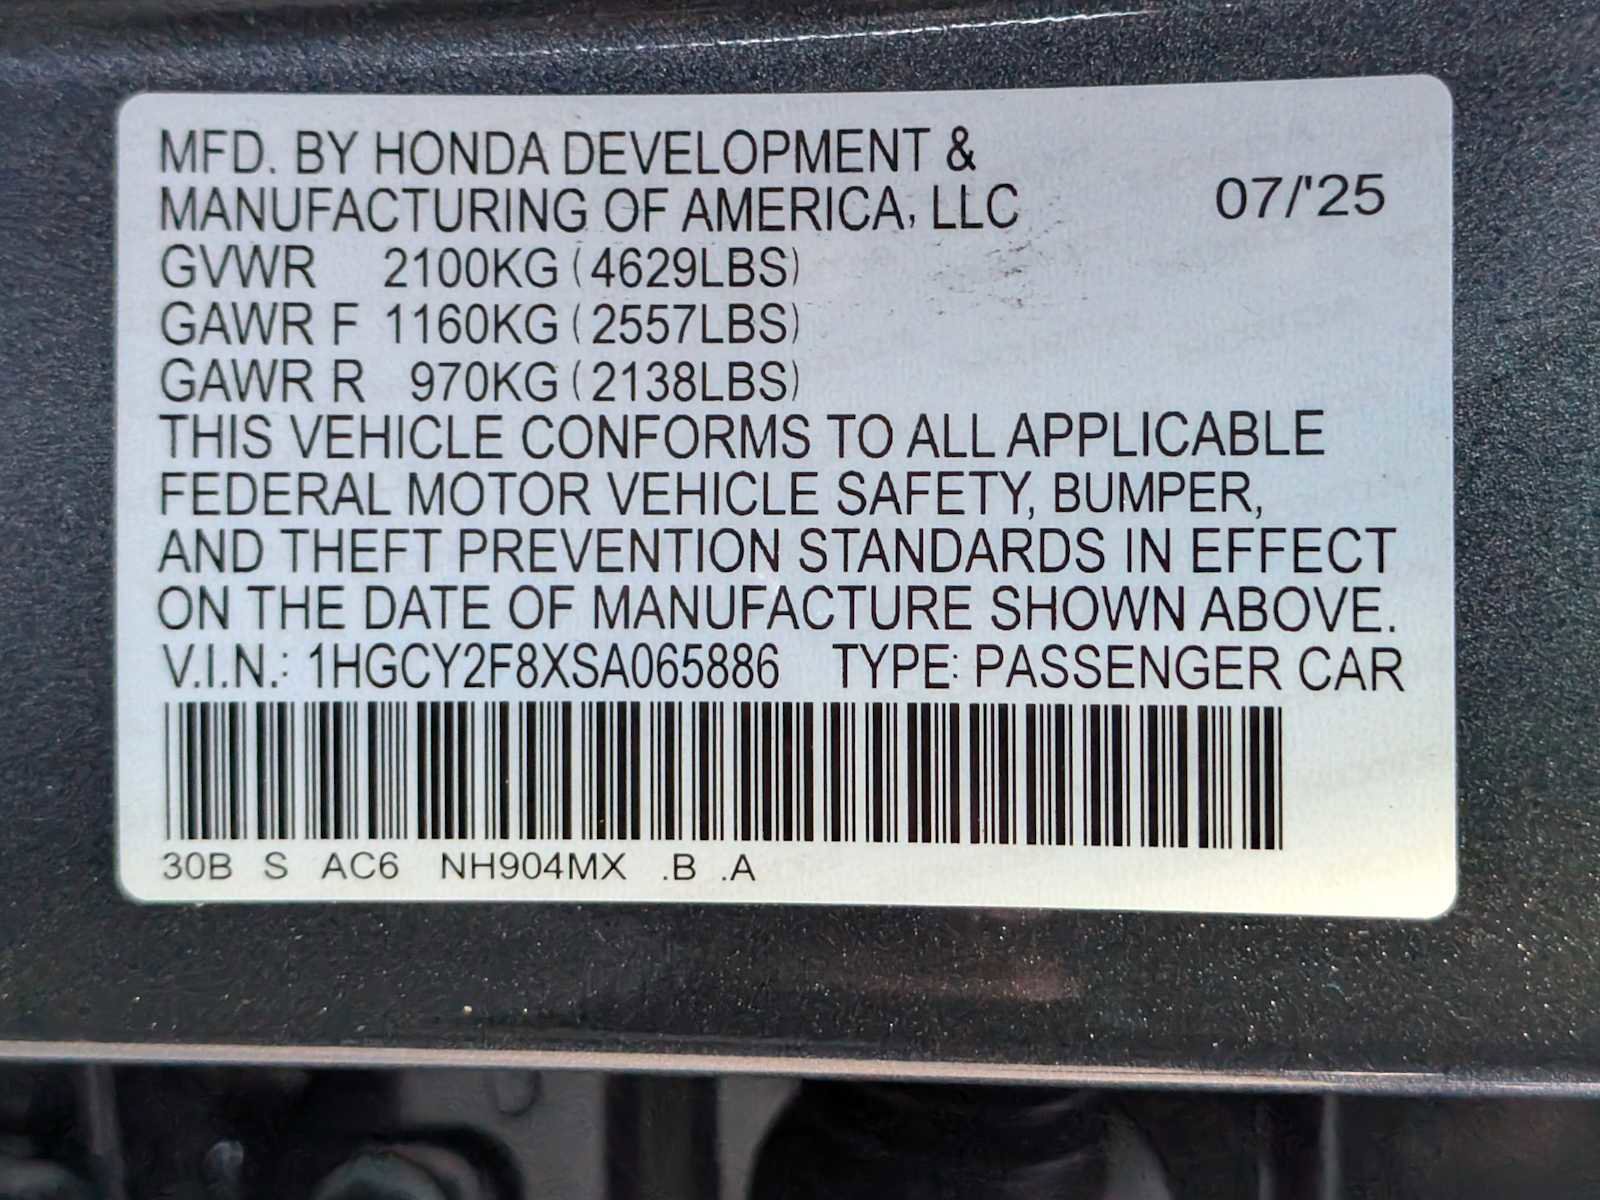 MFD. BY HONDA DEVELOPMENT &
MANUFACTURING OF AMERICA, LLC 07/'25
GVWR 2100KG (4629LBS)
GAWR F 1160KG (2557LBS)
GAWR R 970KG (2138LBS)
THIS VEHICLE CONFORMS TO ALL APPLICABLE
FEDERAL MOTOR VEHICLE SAFETY, BUMPER,
AND THEFT PREVENTION STANDARDS IN EFFECT
ON THE DATE OF MANUFACTURE SHOWN ABOVE.
V.I.N.: 1HGCY2F8XSA065886 TYPE: PASSENGER CAR
30B S AC6 NH904MX .B .A